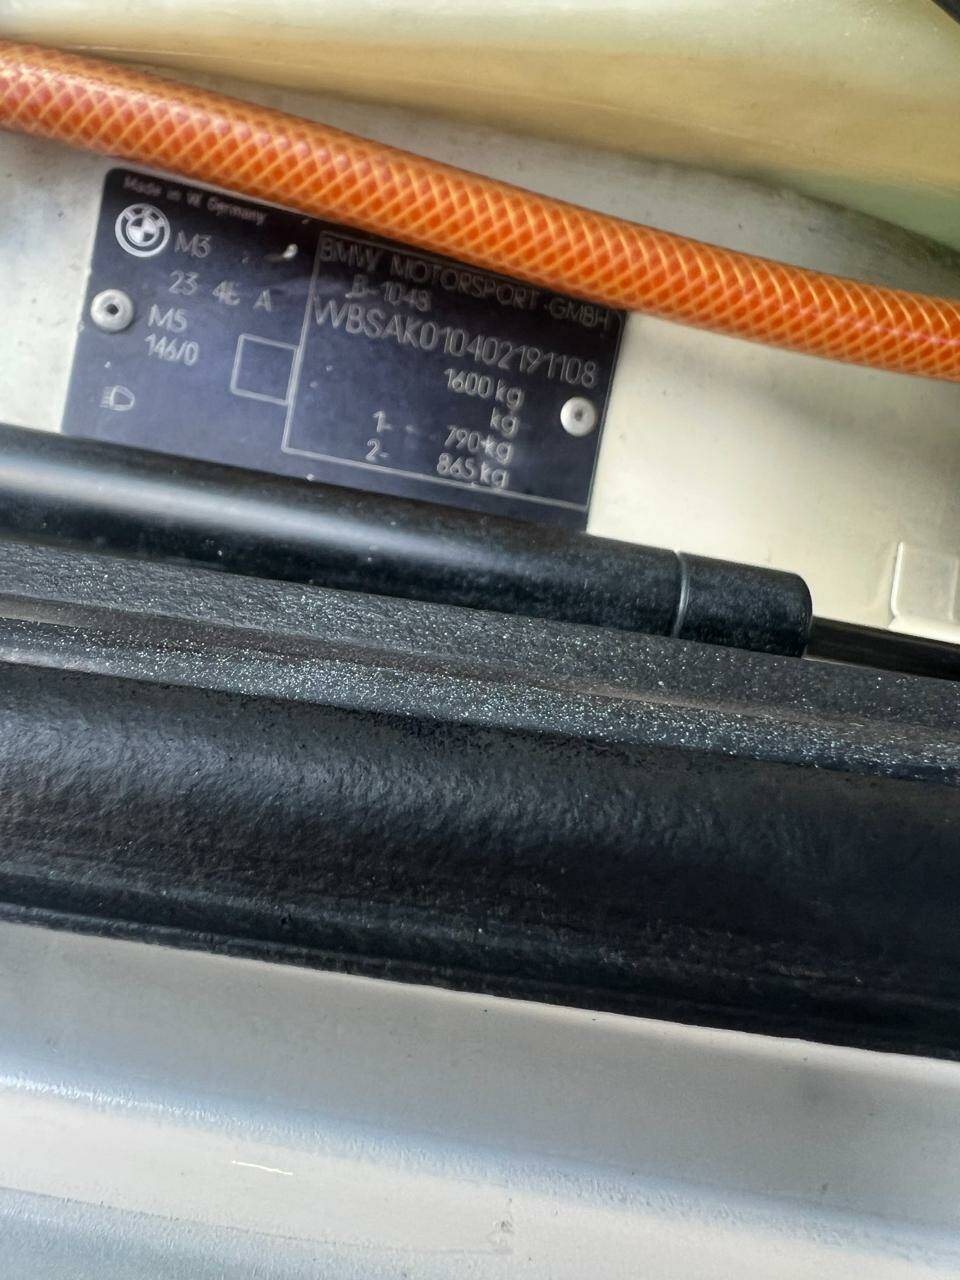 Made in W. Germany
BMW
M3
23 4E A
M5
146/0
BMW MOTORSPORT GMBH
B-1048
WBSAK010402191108
1600 kg
kg
1- 790 kg
2- 865 kg